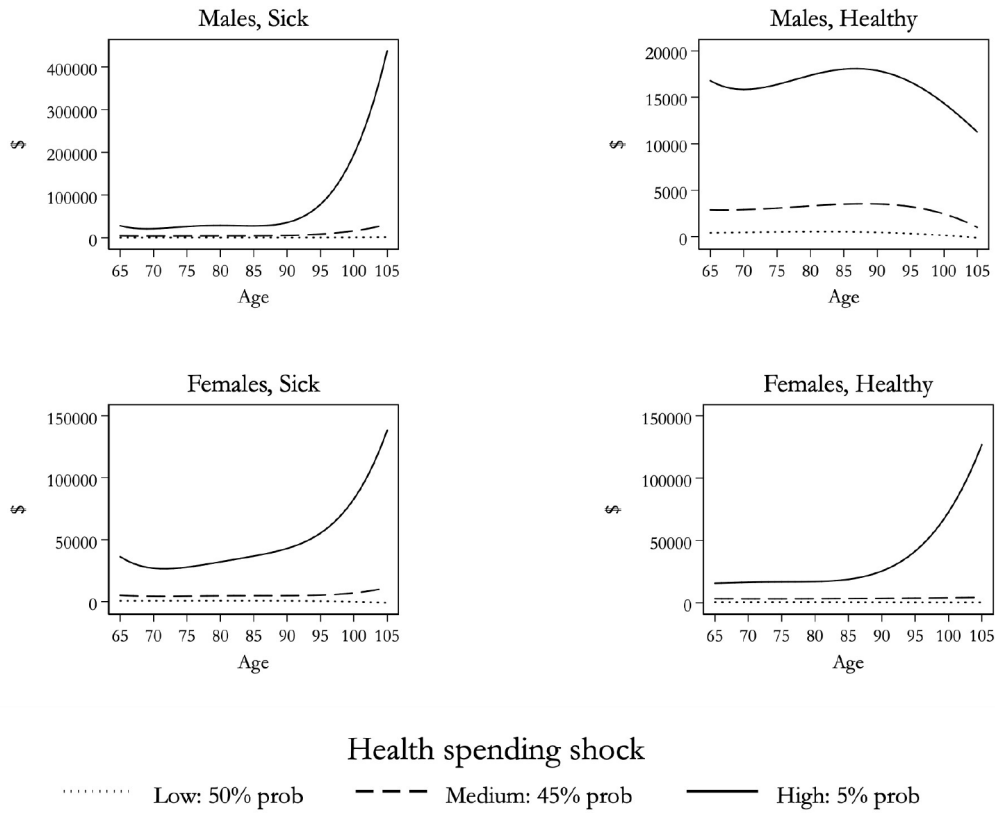 Males, Sick
400000
300000
200000
100000
0
$
65 70 75 80 85 90 95 100 105
Age
Males, Healthy
20000
15000
10000
5000
0
$
65 70 75 80 85 90 95 100 105
Age
Females, Sick
150000
100000
50000
0
$
65 70 75 80 85 90 95 100 105
Age
Females, Healthy
150000
100000
50000
0
$
65 70 75 80 85 90 95 100 105
Age
Health spending shock
Low: 50% prob Medium: 45% prob High: 5% prob